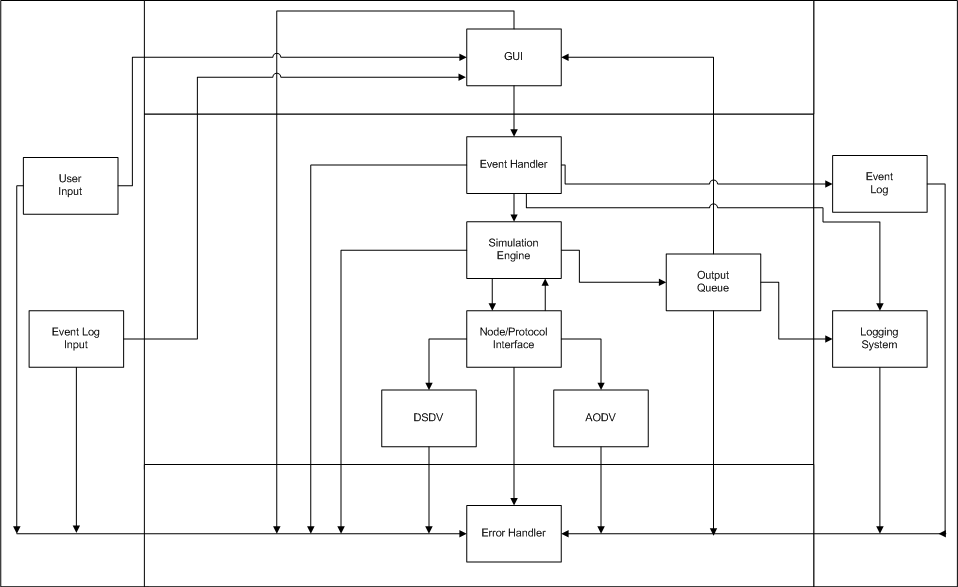 GUI
Event Handler
User
Input
Event
Log
Simulation
Engine
Output
Queue
Event Log
Input
Node/Protocol
Interface
Logging
System
DSDV
AODV
Error Handler